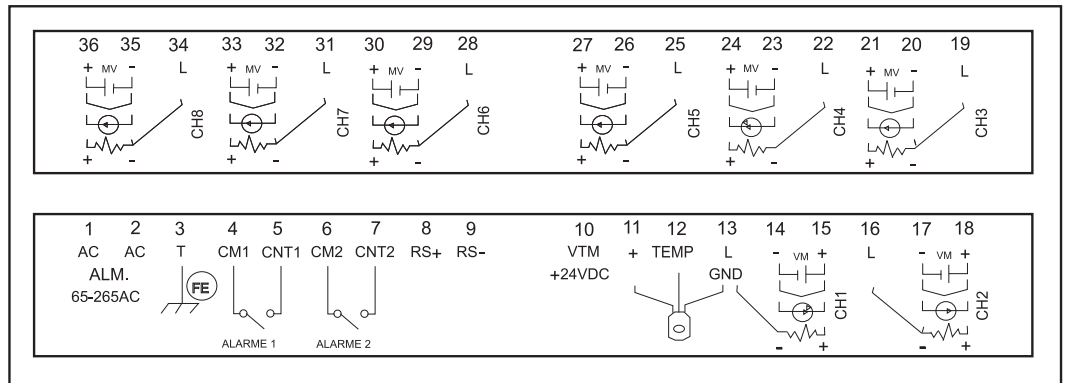 36 35 34 33 32 31 30 29 28 27 26 25 24 23 22 21 20 19
+ MV - L + MV - L + MV - L + MV - L + MV - L + MV - L
CH8 CH7 CH6 CH5 CH4 CH3
+ - + - + - + - + - + -
1 2 3 4 5 6 7 8 9 10 11 12 13 14 15 16 17 18
AC AC T CM1 CNT1 CM2 CNT2 RS+ RS- VTM + TEMP L - VM + L - VM +
ALM. +24VDC GND
65-265AC FE
CH1 CH2
ALARME 1 ALARME 2 - + - +